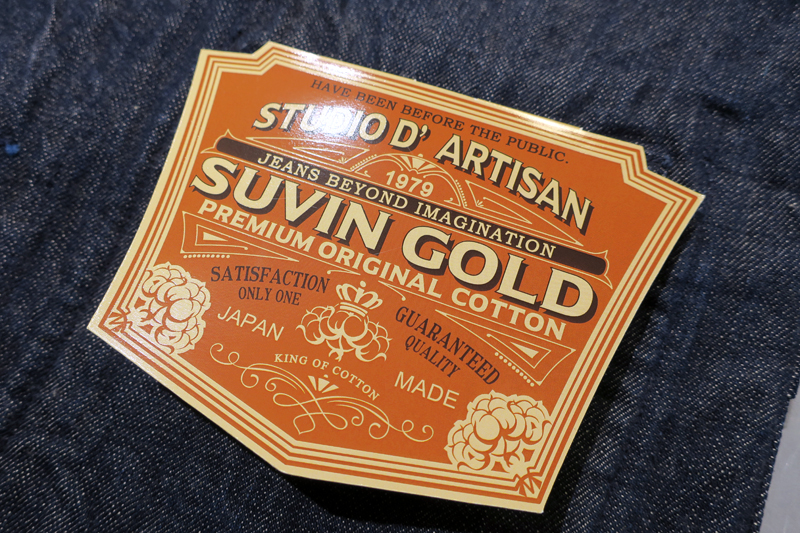 HAVE BEEN BEFORE THE PUBLIC.
STUDIO D' ARTISAN
1979
JEANS BEYOND IMAGINATION
SUVIN GOLD
PREMIUM ORIGINAL COTTON
SATISFACTION
ONLY ONE
GUARANTEED
QUALITY
JAPAN
MADE
KING OF COTTON